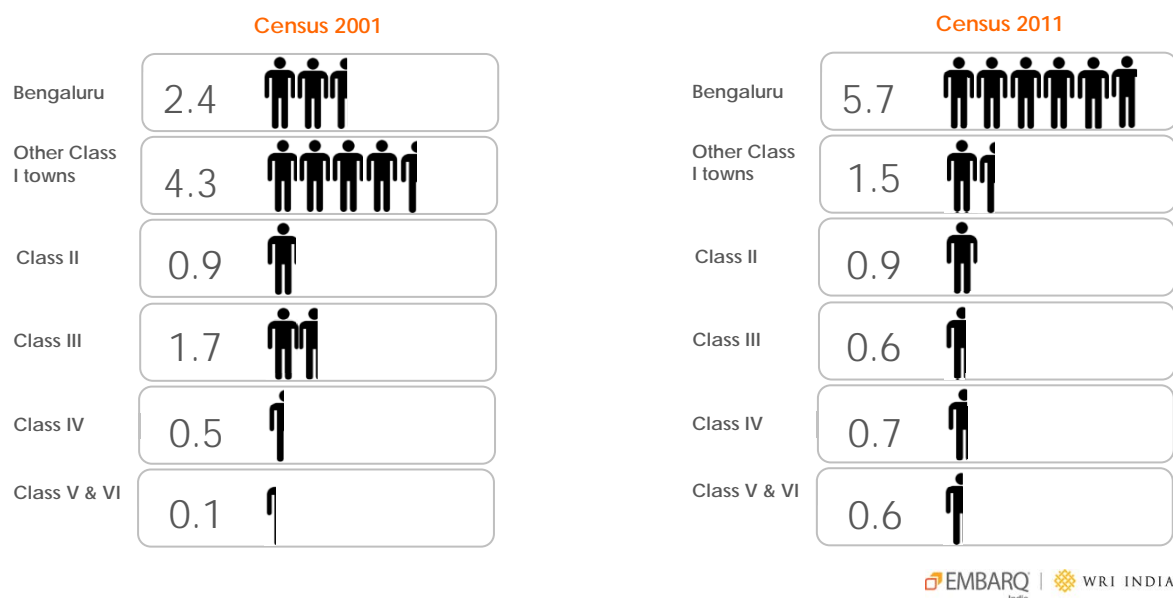 Census 2001
Bengaluru
2.4
Other Class
I towns
4.3
Class II
0.9
Class III
1.7
Class IV
0.5
Class V & VI
0.1
Census 2011
Bengaluru
5.7
Other Class
I towns
1.5
Class II
0.9
Class III
0.6
Class IV
0.7
Class V & VI
0.6
EMBARQ
India
WRI INDIA